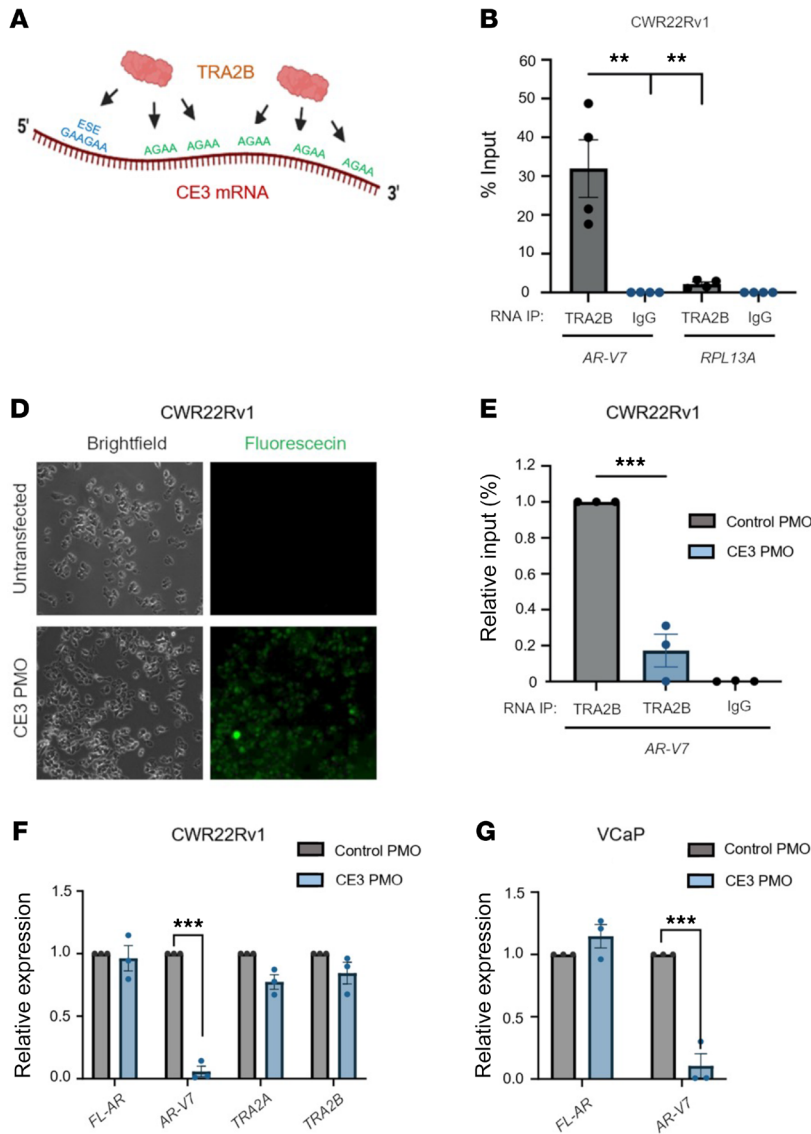 A
TRA2B
5'
ESE
GAAGAA
AGAA
AGAA
AGAA
AGAA
AGAA
3'
CE3 mRNA
B
CWR22Rv1
** **
% Input
60
50
40
30
20
10
0
RNA IP: TRA2B IgG TRA2B IgG
AR-V7 RPL13A
D
CWR22Rv1
Brightfield Fluorescecin
Untransfected
CE3 PMO
E
CWR22Rv1
***
Control PMO
CE3 PMO
Relative input (%)
1.2
1.0
0.8
0.6
0.4
0.2
0
RNA IP: TRA2B TRA2B IgG
AR-V7
F
CWR22Rv1
Control PMO
CE3 PMO
***
Relative expression
1.5
1.0
0.5
0.0
FL-AR AR-V7 TRA2A TRA2B
G
VCaP
Control PMO
CE3 PMO
***
Relative expression
1.5
1.0
0.5
0.0
FL-AR AR-V7